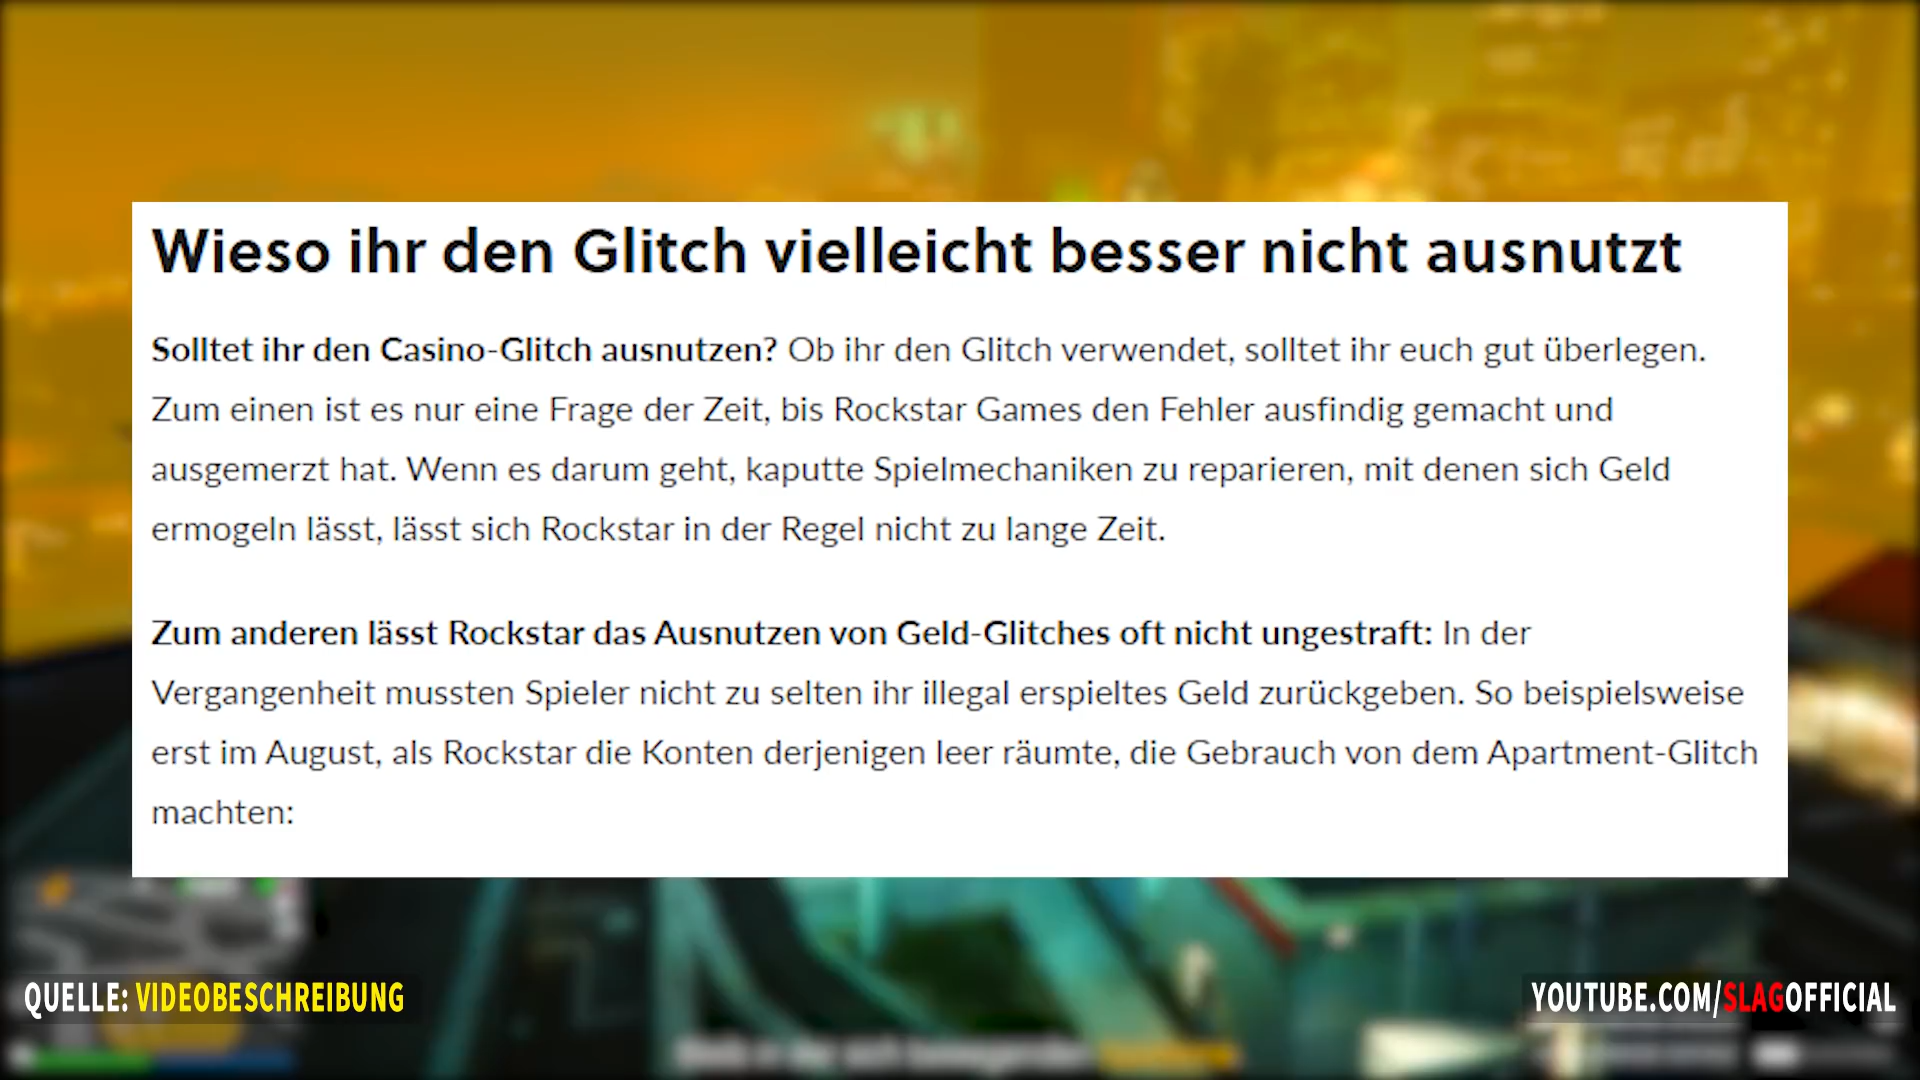 Wieso ihr den Glitch vielleicht besser nicht ausnutzt
Solltet ihr den Casino-Glitch ausnutzen? Ob ihr den Glitch verwendet, solltet ihr euch gut überlegen.
Zum einen ist es nur eine Frage der Zeit, bis Rockstar Games den Fehler ausfindig gemacht und
ausgemerzt hat. Wenn es darum geht, kaputte Spielmechaniken zu reparieren, mit denen sich Geld
ermogeln lässt, lässt sich Rockstar in der Regel nicht zu lange Zeit.
Zum anderen lässt Rockstar das Ausnutzen von Geld-Glitches oft nicht ungestraft: In der
Vergangenheit mussten Spieler nicht zu selten ihr illegal erspieltes Geld zurückgeben. So beispielsweise
erst im August, als Rockstar die Konten derjenigen leer räumte, die Gebrauch von dem Apartment-Glitch
machten:
QUELLE: VIDEOBESCHREIBUNG
YOUTUBE.COM/SLAGOFFICIAL